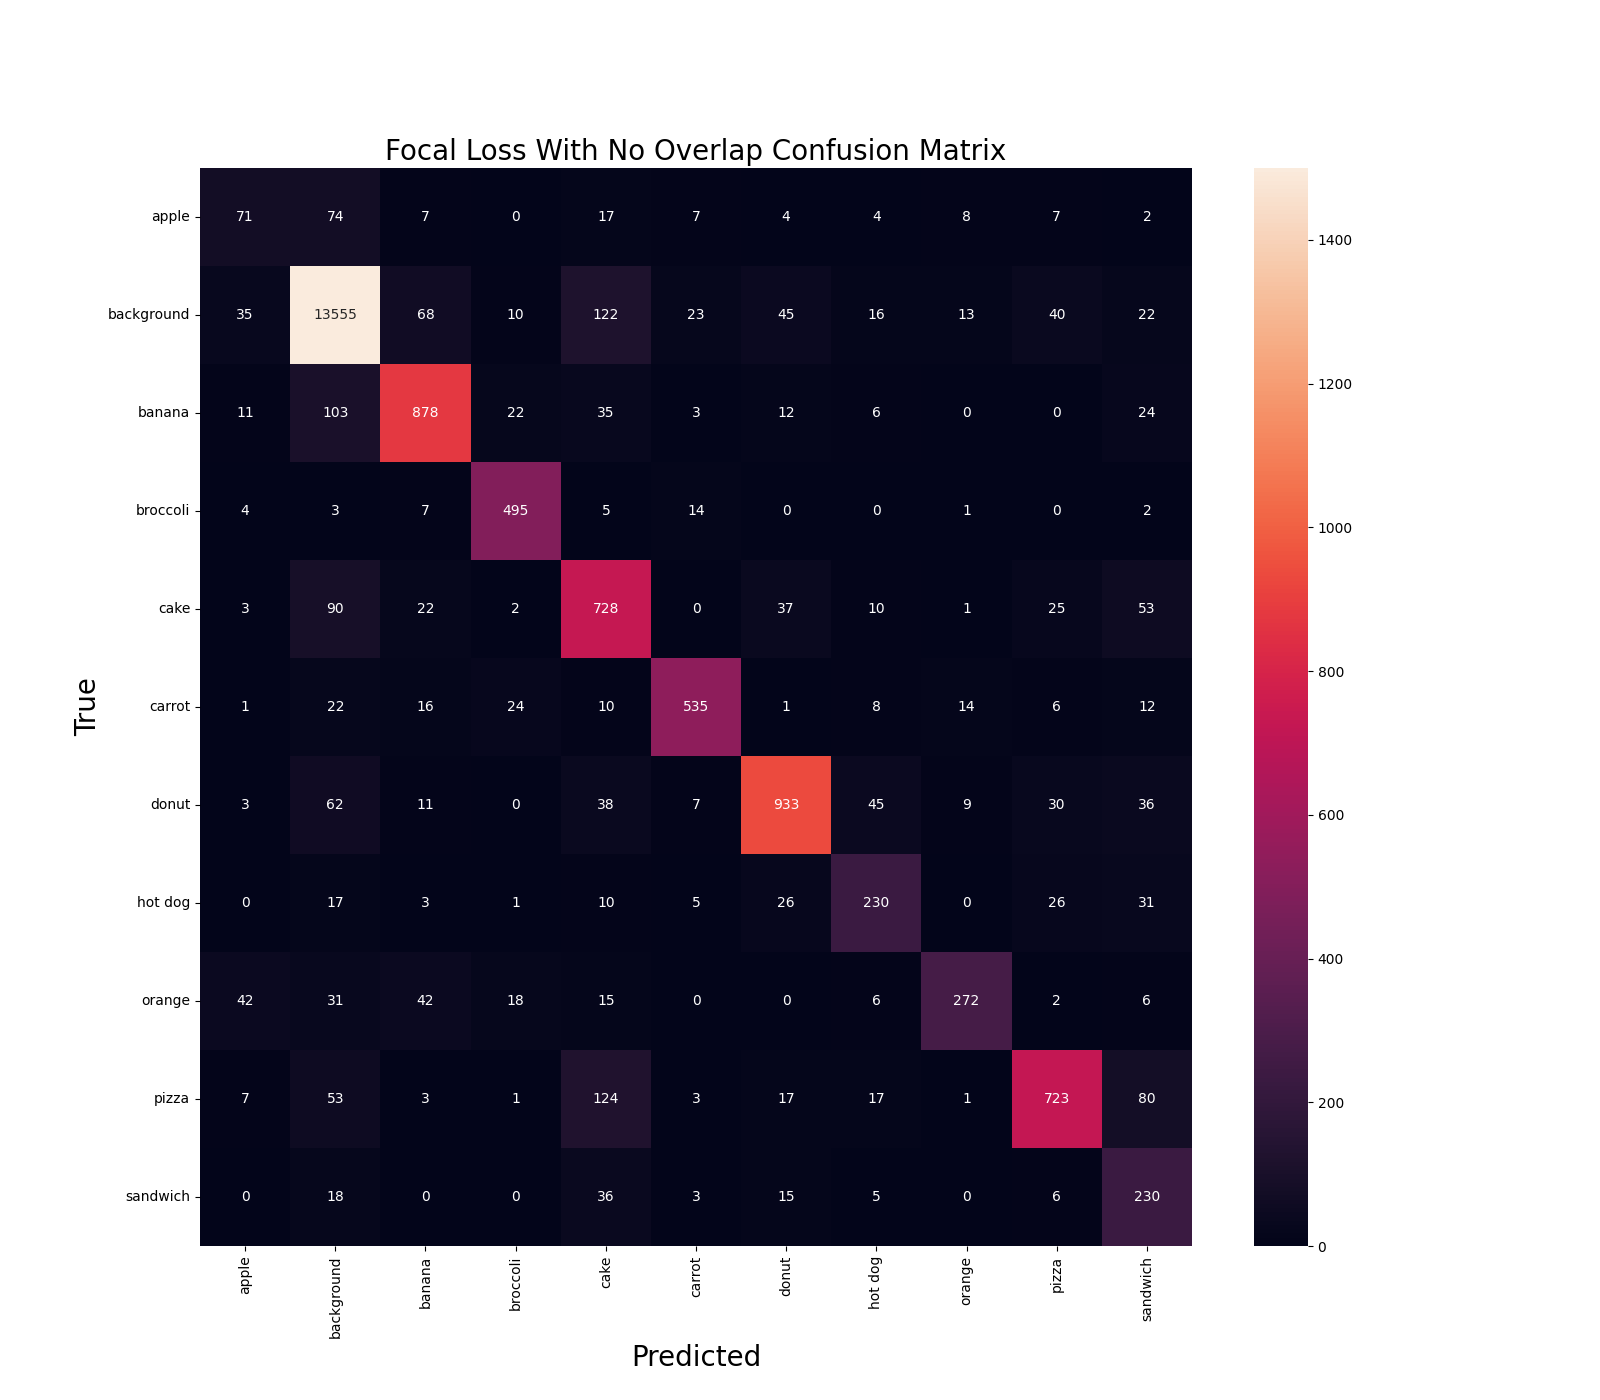 Focal Loss With No Overlap Confusion Matrix
apple 71 74 7 0 17 7 4 4 8 7 2
background 35 13555 68 10 122 23 45 16 13 40 22
banana 11 103 878 22 35 3 12 6 0 0 24
broccoli 4 3 7 495 5 14 0 0 1 0 2
cake 3 90 22 2 728 0 37 10 1 25 53
carrot 1 22 16 24 10 535 1 8 14 6 12
donut 3 62 11 0 38 7 933 45 9 30 36
hot dog 0 17 3 1 10 5 26 230 0 26 31
orange 42 31 42 18 15 0 0 6 272 2 6
pizza 7 53 3 1 124 3 17 17 1 723 80
sandwich 0 18 0 0 36 3 15 5 0 6 230
apple background banana broccoli cake carrot donut hot dog orange pizza sandwich
Predicted
True
1400
1200
1000
800
600
400
200
0